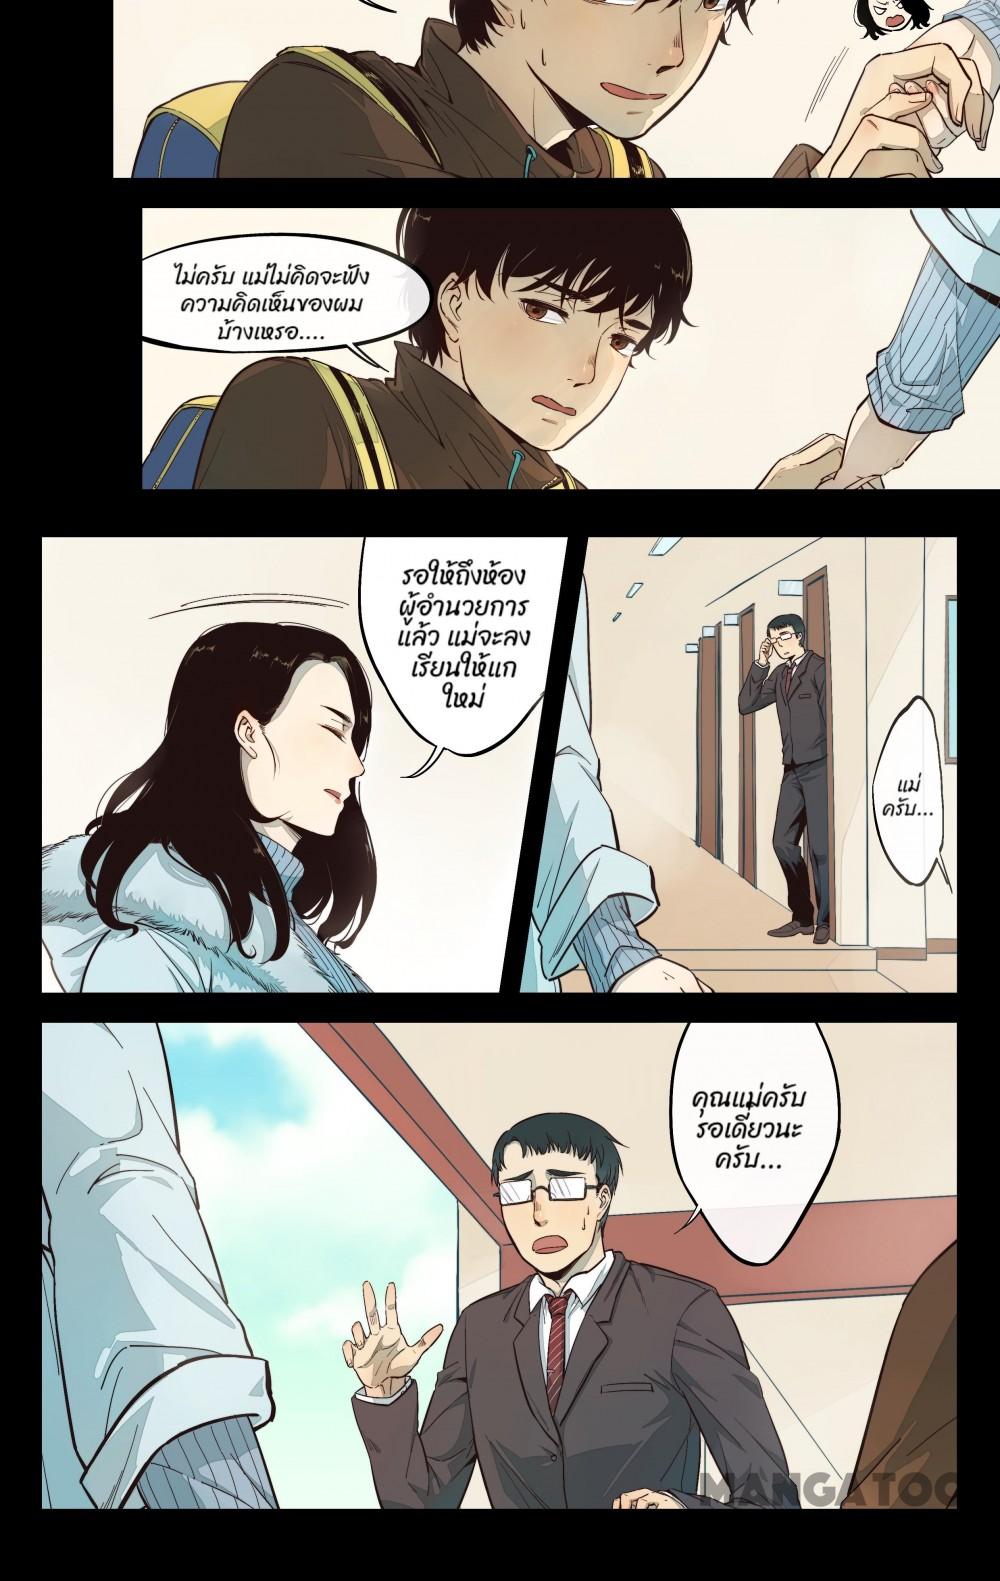 ไม่ครับ แม่ไม่คิดจะฟัง
ความคิดเห็นของผม
บ้างเหรอ....
รอให้ถึงห้อง
ผู้อำนวยการ
แล้ว แม่จะลง
เรียนให้แก
ใหม่
แม่
ครับ...
คุณแม่ครับ
รอเดี๋ยวนะ
ครับ...
MANGATOO